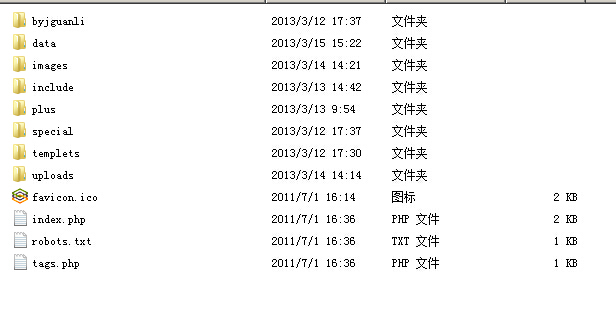 byjguanli 2013/3/12 17:37 文件夹
data 2013/3/15 15:22 文件夹
images 2013/3/14 14:21 文件夹
include 2013/3/13 14:42 文件夹
plus 2013/3/13 9:54 文件夹
special 2013/3/12 17:37 文件夹
templets 2013/3/12 17:30 文件夹
uploads 2013/3/14 14:14 文件夹
favicon.ico 2011/7/1 16:14 图标 2 KB
index.php 2011/7/1 16:36 PHP 文件 2 KB
robots.txt 2011/7/1 16:36 TXT 文件 1 KB
tags.php 2011/7/1 16:36 PHP 文件 1 KB